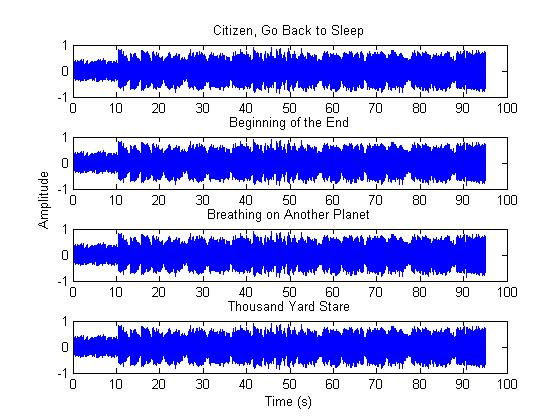 Citizen, Go Back to Sleep
1
0
-1
0 10 20 30 40 50 60 70 80 90 100
Beginning of the End
1
0
-1
0 10 20 30 40 50 60 70 80 90 100
Amplitude
Breathing on Another Planet
1
0
-1
0 10 20 30 40 50 60 70 80 90 100
Thousand Yard Stare
1
0
-1
0 10 20 30 40 50 60 70 80 90 100
Time (s)